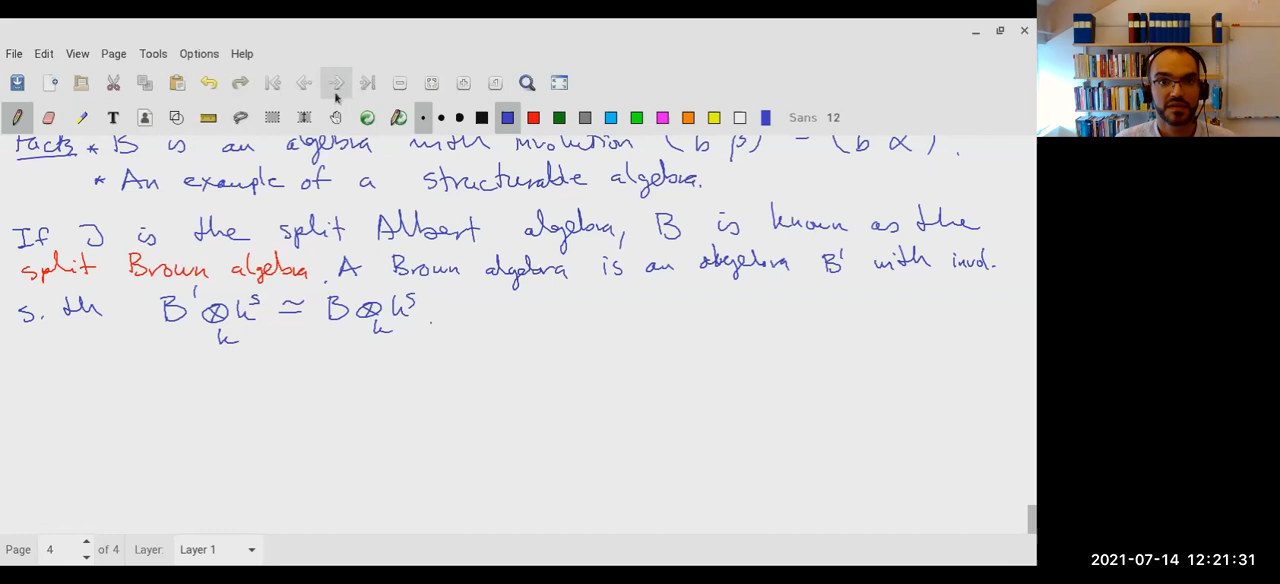 File Edit View Page Tools Options Help
Sans 12
Facts * B is an algebra with involution (b β) = (b α).
* An example of a structurable algebra.
If J is the split Albert algebra, B is known as the
split Brown algebra. A Brown algebra is an algebra B' with invol.
s. th B' ⊗ k^s ≃ B ⊗ k^s.
k k
Page 4 of 4 Layer: Layer 1
2021-07-14 12:21:31